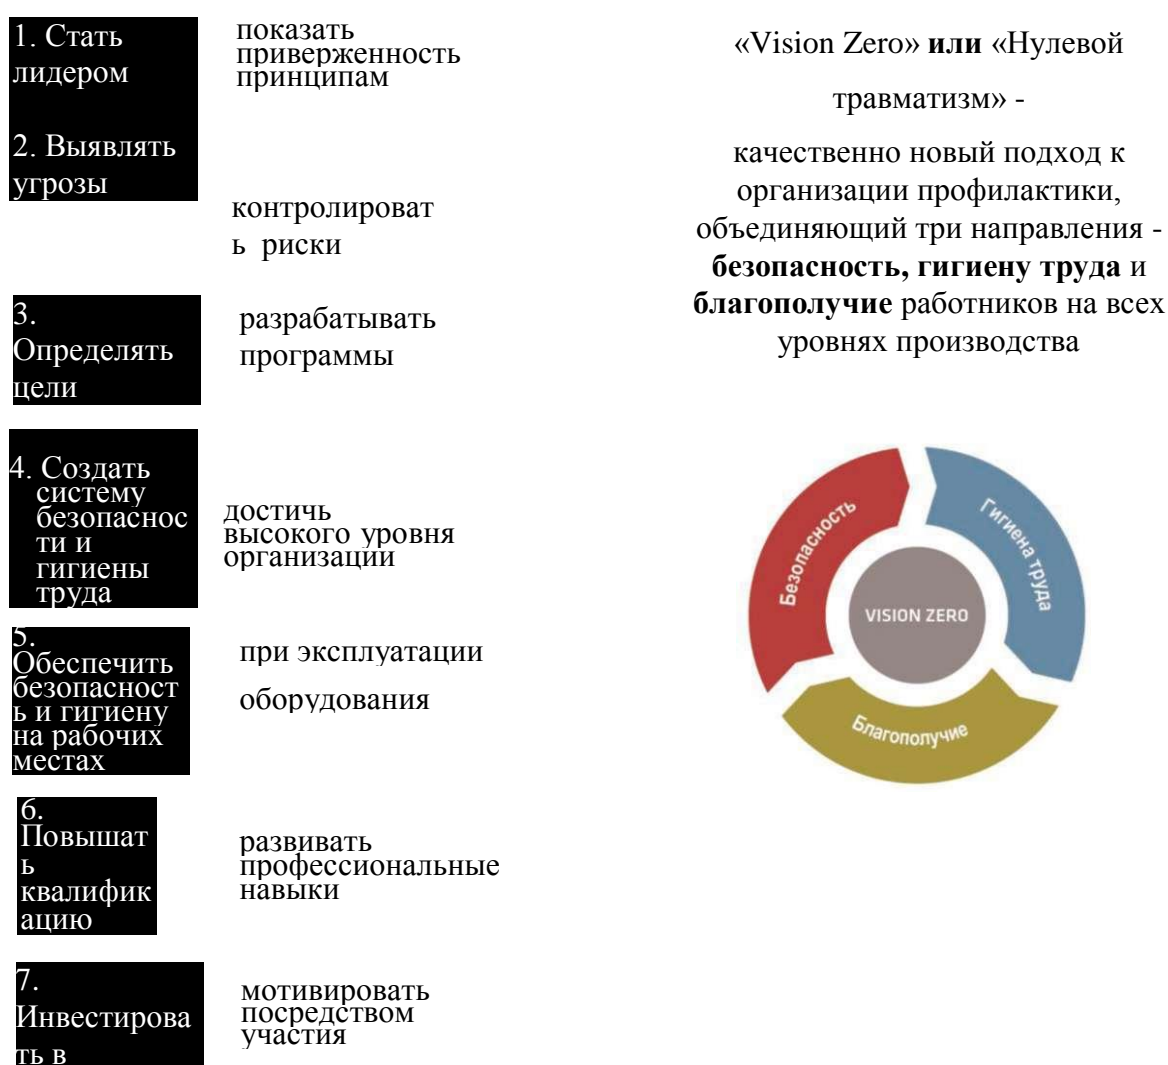 1. Стать
лидером
показать
приверженность
принципам
2. Выявлять
угрозы
контролироват
ь риски
3.
Определять
цели
разрабатывать
программы
4. Создать
систему
безопаснос
ти и
гигиены
труда
достичь
высокого уровня
организации
5.
Обеспечить
безопасност
ь и гигиену
на рабочих
местах
при эксплуатации
оборудования
6.
Повышат
ь
квалифик
ацию
развивать
профессиональные
навыки
7.
Инвестирова
ть в
мотивировать
посредством
участия
«Vision Zero» или «Нулевой
травматизм» -
качественно новый подход к
организации профилактики,
объединяющий три направления -
безопасность, гигиену труда и
благополучие работников на всех
уровнях производства
Безопасность
Гигиена труда
VISION ZERO
Благополучие